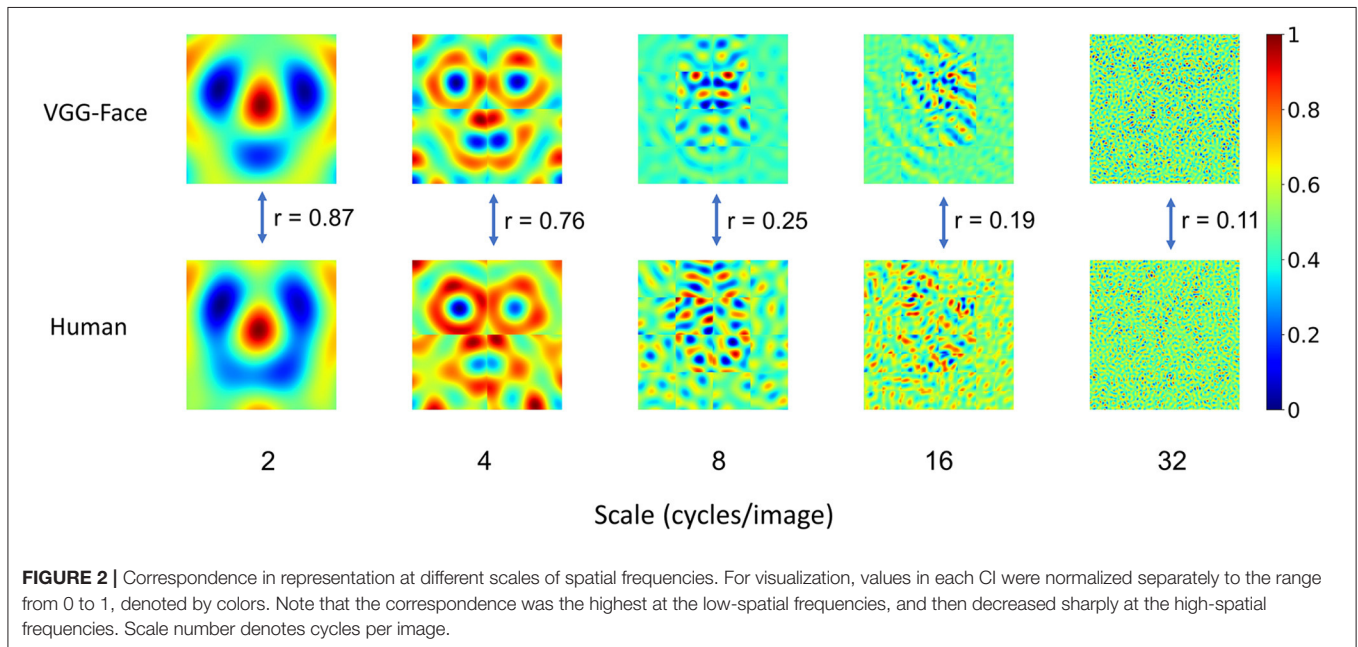 VGG-Face
r = 0.87
r = 0.76
r = 0.25
r = 0.19
r = 0.11
1
0.8
0.6
0.4
0.2
0
Human
2
4
8
16
32
Scale (cycles/image)
FIGURE 2 | Correspondence in representation at different scales of spatial frequencies. For visualization, values in each CI were normalized separately to the range
from 0 to 1, denoted by colors. Note that the correspondence was the highest at the low-spatial frequencies, and then decreased sharply at the high-spatial
frequencies. Scale number denotes cycles per image.